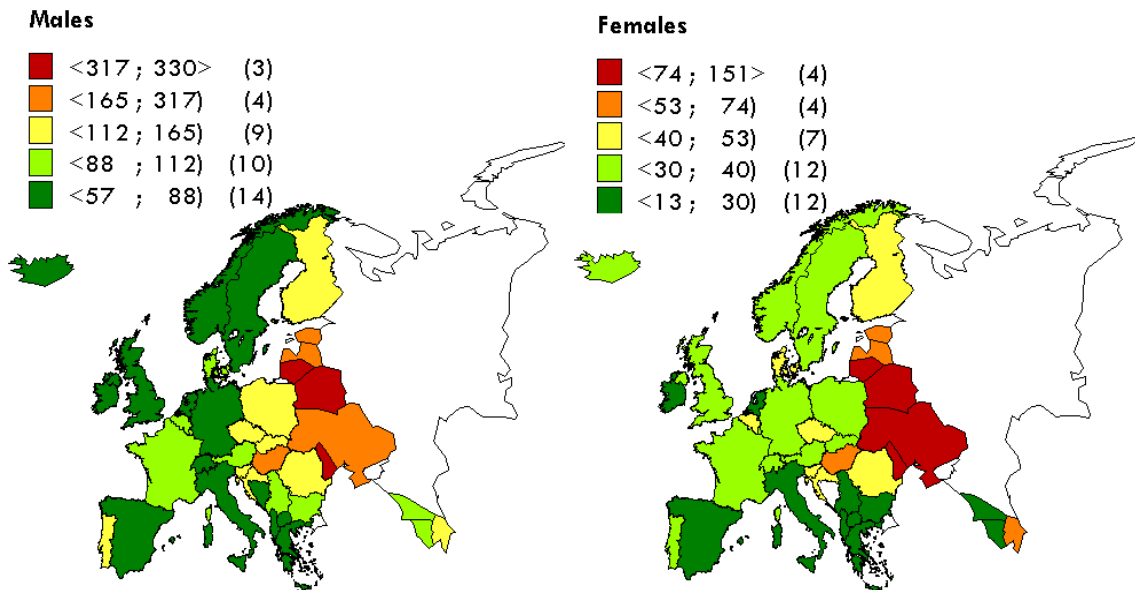 Males
<317 ; 330> (3)
<165 ; 317) (4)
<112 ; 165) (9)
<88 ; 112) (10)
<57 ; 88) (14)
Females
<74 ; 151> (4)
<53 ; 74) (4)
<40 ; 53) (7)
<30 ; 40) (12)
<13 ; 30) (12)